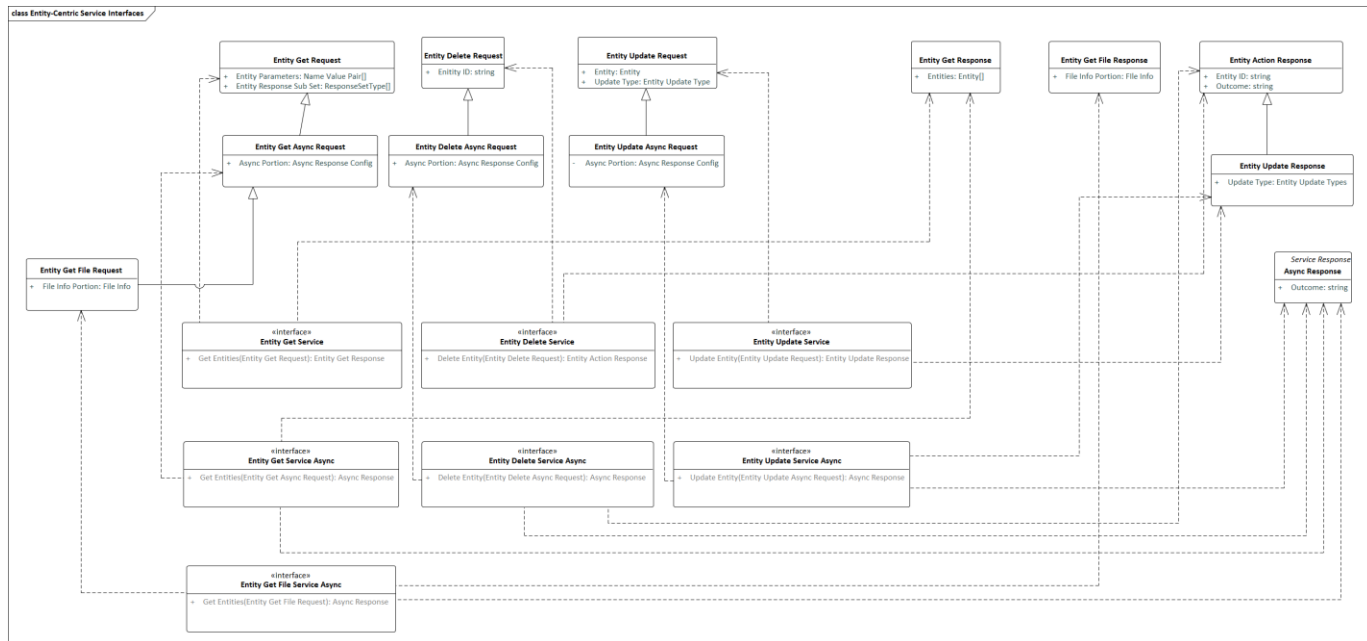 class Entity-Centric Service Interfaces
Entity Get Request
+ Entity Parameters: Name Value Pair[]
+ Entity Response Sub Set: ResponseSetType[]
Entity Delete Request
+ Enitity ID: string
Entity Update Request
+ Entity: Entity
+ Update Type: Entity Update Type
Entity Get Response
+ Entities: Entity[]
Entity Get File Response
+ File Info Portion: File Info
Entity Action Response
+ Entity ID: string
+ Outcome: string
Entity Get Async Request
+ Async Portion: Async Response Config
Entity Delete Async Request
+ Async Portion: Async Response Config
Entity Update Async Request
- Async Portion: Async Response Config
Entity Update Response
+ Update Type: Entity Update Types
Entity Get File Request
+ File Info Portion: File Info
Service Response
Async Response
+ Outcome: string
«interface»
Entity Get Service
+ Get Entities(Entity Get Request): Entity Get Response
«interface»
Entity Delete Service
+ Delete Entity(Entity Delete Request): Entity Action Response
«interface»
Entity Update Service
+ Update Entity(Entity Update Request): Entity Update Response
«interface»
Entity Get Service Async
+ Get Entities(Entity Get Async Request): Async Response
«interface»
Entity Delete Service Async
+ Delete Entity(Entity Delete Async Request): Async Response
«interface»
Entity Update Service Async
+ Update Entity(Entity Update Async Request): Async Response
«interface»
Entity Get File Service Async
+ Get Entities(Entity Get File Request): Async Response